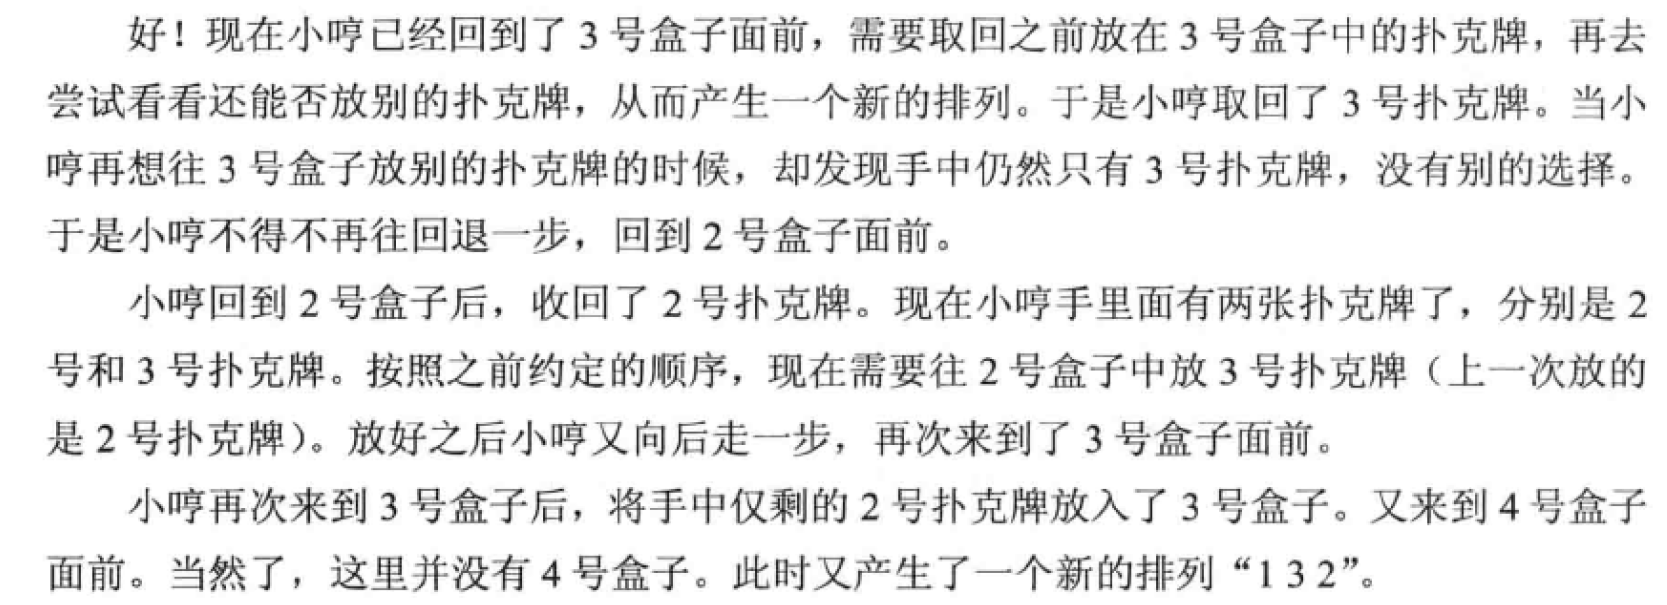 好！现在小哼已经回到了 3 号盒子面前，需要取回之前放在 3 号盒子中的扑克牌，再去
尝试看看还能否放别的扑克牌，从而产生一个新的排列。于是小哼取回了 3 号扑克牌。当小
哼再想往 3 号盒子放别的扑克牌的时候，却发现手中仍然只有 3 号扑克牌，没有别的选择。
于是小哼不得不再往回退一步，回到 2 号盒子面前。
小哼回到 2 号盒子后，收回了 2 号扑克牌。现在小哼手里面有两张扑克牌了，分别是 2
号和 3 号扑克牌。按照之前约定的顺序，现在需要往 2 号盒子中放 3 号扑克牌（上一次放的
是 2 号扑克牌）。放好之后小哼又向后走一步，再次来到了 3 号盒子面前。
小哼再次来到 3 号盒子后，将手中仅剩的 2 号扑克牌放入了 3 号盒子。又来到 4 号盒子
面前。当然了，这里并没有 4 号盒子。此时又产生了一个新的排列“1 3 2”。